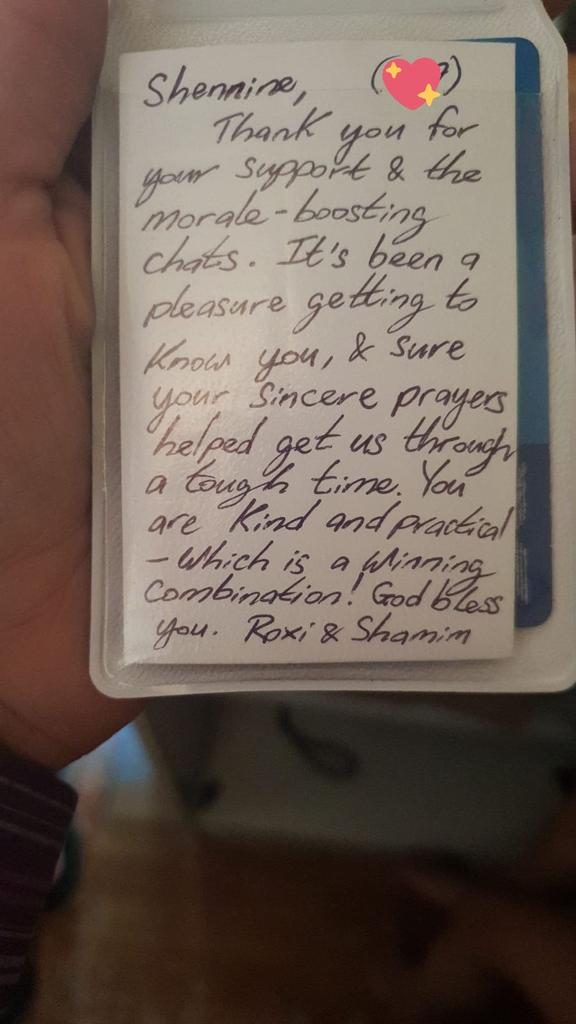 Shennine,
Thank you for
your support & the
morale-boosting
chats. It's been a
pleasure getting to
know you, & sure
your sincere prayers
helped get us through
a tough time. You
are kind and practical
- which is a winning
combination! God bless
you. Roxi & Shamim